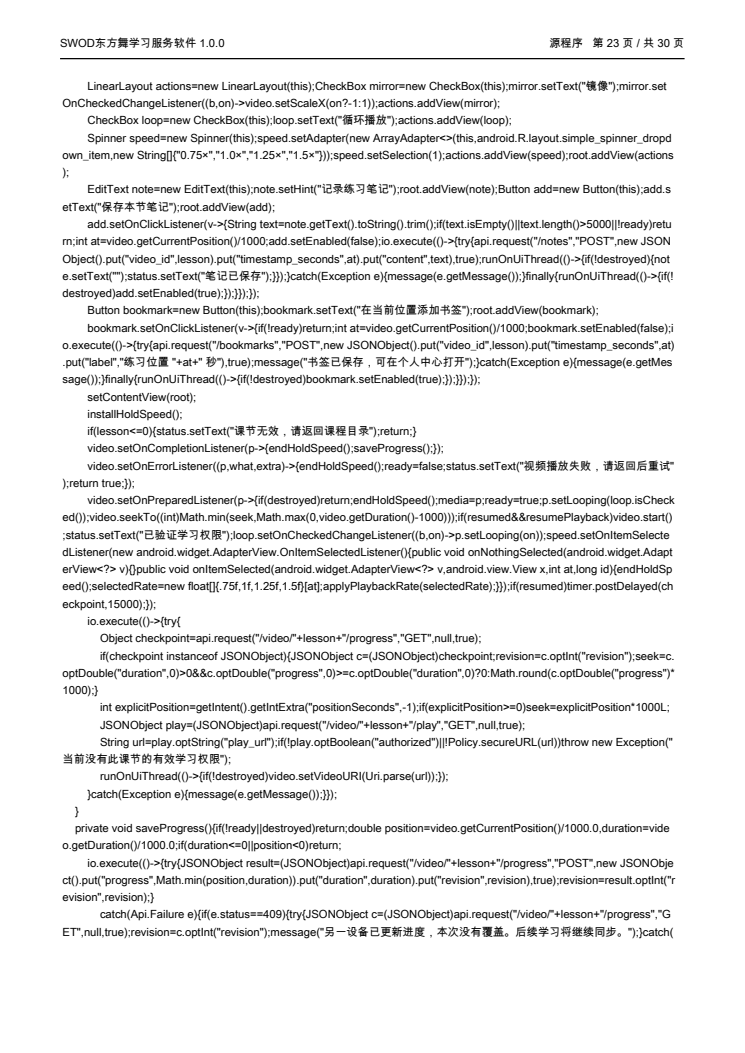 SWOD东方舞学习服务软件 1.0.0
源程序 第 23 页 / 共 30 页
LinearLayout actions=new LinearLayout(this);CheckBox mirror=new CheckBox(this);mirror.setText("镜像");mirror.set
OnCheckedChangeListener((b,on)->video.setScaleX(on?-1:1));actions.addView(mirror);
CheckBox loop=new CheckBox(this);loop.setText("循环播放");actions.addView(loop);
Spinner speed=new Spinner(this);speed.setAdapter(new ArrayAdapter<>(this,android.R.layout.simple_spinner_dropd
own_item,new String[]{"0.75×","1.0×","1.25×","1.5×"}));speed.setSelection(1);actions.addView(speed);root.addView(actions
);
EditText note=new EditText(this);note.setHint("记录练习笔记");root.addView(note);Button add=new Button(this);add.s
etText("保存本节笔记");root.addView(add);
add.setOnClickListener(v->{String text=note.getText().toString().trim();if(text.isEmpty()||text.length()>5000||!ready)retu
rn;int at=video.getCurrentPosition()/1000;add.setEnabled(false);io.execute(()->{try{api.request("/notes","POST",new JSON
Object().put("video_id",lesson).put("timestamp_seconds",at).put("content",text),true);runOnUiThread(()->{if(!destroyed){not
e.setText("");status.setText("笔记已保存");}});}catch(Exception e){message(e.getMessage());}finally{runOnUiThread(()->{if(!
destroyed)add.setEnabled(true);});}});});
Button bookmark=new Button(this);bookmark.setText("在当前位置添加书签");root.addView(bookmark);
bookmark.setOnClickListener(v->{if(!ready)return;int at=video.getCurrentPosition()/1000;bookmark.setEnabled(false);i
o.execute(()->{try{api.request("/bookmarks","POST",new JSONObject().put("video_id",lesson).put("timestamp_seconds",at)
.put("label","练习位置 "+at+" 秒"),true);message("书签已保存，可在个人中心打开");}catch(Exception e){message(e.getMes
sage());}finally{runOnUiThread(()->{if(!destroyed)bookmark.setEnabled(true);});}});});
setContentView(root);
installHoldSpeed();
if(lesson<=0){status.setText("课节无效，请返回课程目录");return;}
video.setOnCompletionListener(p->{endHoldSpeed();saveProgress();});
video.setOnErrorListener((p,what,extra)->{endHoldSpeed();ready=false;status.setText("视频播放失败，请返回后重试"
);return true;});
video.setOnPreparedListener(p->{if(destroyed)return;endHoldSpeed();media=p;ready=true;p.setLooping(loop.isCheck
ed());video.seekTo((int)Math.min(seek,Math.max(0,video.getDuration()-1000)));if(resumed&&resumePlayback)video.start()
;status.setText("已验证学习权限");loop.setOnCheckedChangeListener((b,on)->p.setLooping(on));speed.setOnItemSelecte
dListener(new android.widget.AdapterView.OnItemSelectedListener(){public void onNothingSelected(android.widget.Adapt
erView<?> v){}public void onItemSelected(android.widget.AdapterView<?> v,android.view.View x,int at,long id){endHoldSp
eed();selectedRate=new float[]{.75f,1f,1.25f,1.5f}[at];applyPlaybackRate(selectedRate);}});if(resumed)timer.postDelayed(ch
eckpoint,15000);});
io.execute(()->{try{
Object checkpoint=api.request("/video/"+lesson+"/progress","GET",null,true);
if(checkpoint instanceof JSONObject){JSONObject c=(JSONObject)checkpoint;revision=c.optInt("revision");seek=c.
optDouble("duration",0)>0&&c.optDouble("progress",0)>=c.optDouble("duration",0)?0:Math.round(c.optDouble("progress")*
1000);}
int explicitPosition=getIntent().getIntExtra("positionSeconds",-1);if(explicitPosition>=0)seek=explicitPosition*1000L;
JSONObject play=(JSONObject)api.request("/video/"+lesson+"/play","GET",null,true);
String url=play.optString("play_url");if(!play.optBoolean("authorized")||!Policy.secureURL(url))throw new Exception("
当前没有此课节的有效学习权限");
runOnUiThread(()->{if(!destroyed)video.setVideoURI(Uri.parse(url));});
}catch(Exception e){message(e.getMessage());}});
}
private void saveProgress(){if(!ready||destroyed)return;double position=video.getCurrentPosition()/1000.0,duration=vide
o.getDuration()/1000.0;if(duration<=0||position<0)return;
io.execute(()->{try{JSONObject result=(JSONObject)api.request("/video/"+lesson+"/progress","POST",new JSONObje
ct().put("progress",Math.min(position,duration)).put("duration",duration).put("revision",revision),true);revision=result.optInt("r
evision",revision);}
catch(Api.Failure e){if(e.status==409){try{JSONObject c=(JSONObject)api.request("/video/"+lesson+"/progress","G
ET",null,true);revision=c.optInt("revision");message("另一设备已更新进度，本次没有覆盖。后续学习将继续同步。");}catch(